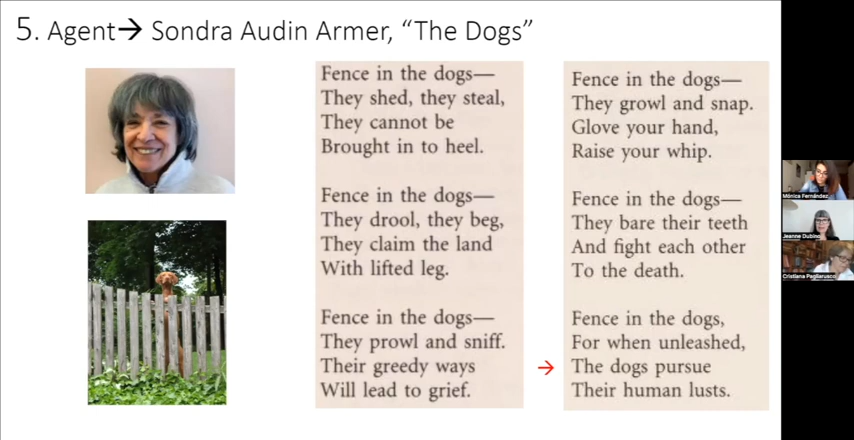 5. Agent→ Sondra Audin Armer, “The Dogs”
Fence in the dogs—
They shed, they steal,
They cannot be
Brought in to heel.
Fence in the dogs—
They drool, they beg,
They claim the land
With lifted leg.
Fence in the dogs—
They prowl and sniff.
Their greedy ways
Will lead to grief.
Fence in the dogs—
They growl and snap.
Glove your hand,
Raise your whip.
Fence in the dogs—
They bare their teeth
And fight each other
To the death.
Fence in the dogs,
For when unleashed,
→ The dogs pursue
Their human lusts.
Mónica Fernández
Jeanne Dubino
Cristiana Pagliarusco